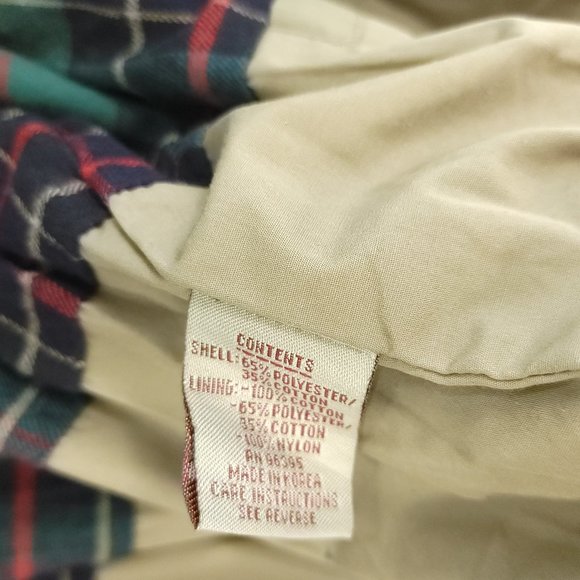 CONTENTS
SHELL: 65% POLYESTER/
35% COTTON
LINING: -100% COTTON
-65% POLYESTER/
35% COTTON
-100% NYLON
RN 66395
MADE IN KOREA
CARE INSTRUCTIONS
SEE REVERSE